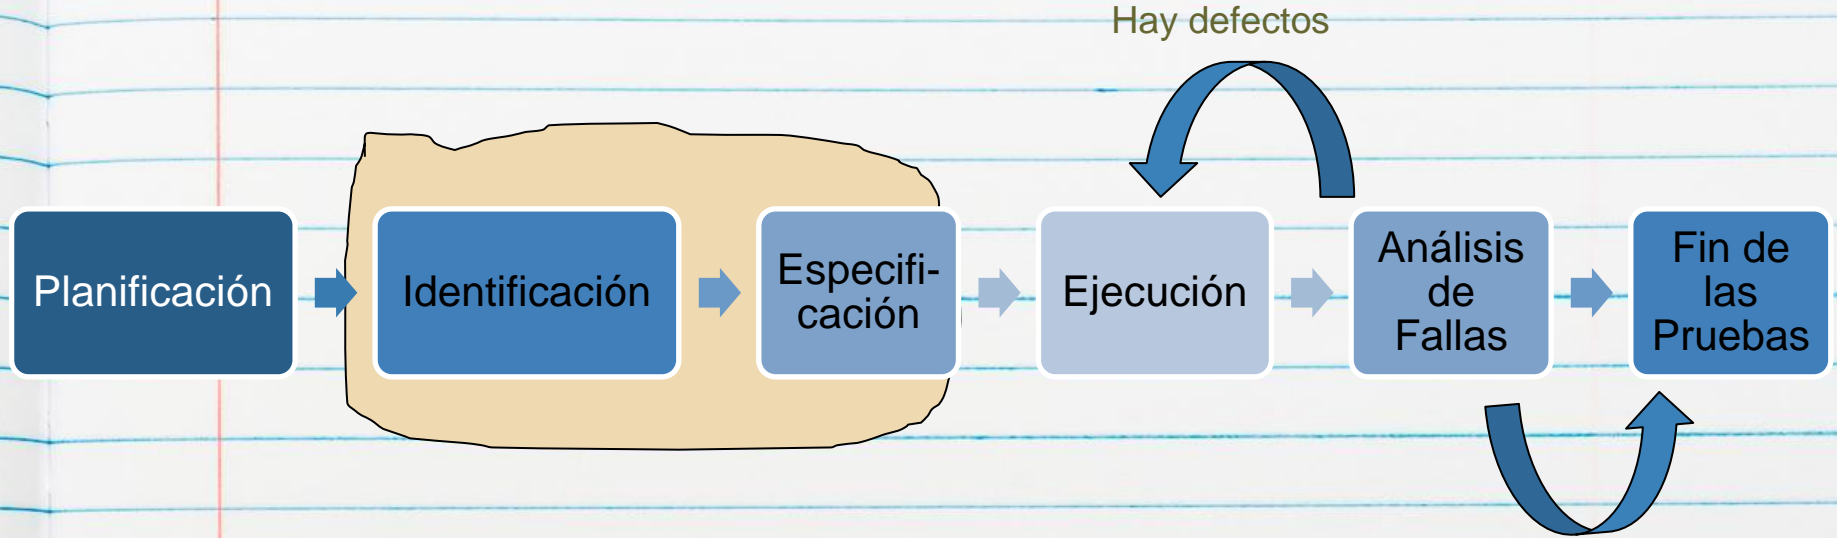 Hay defectos
Planificación
Identificación
Especifi-
cación
Ejecución
Análisis
de
Fallas
Fin de
las
Pruebas